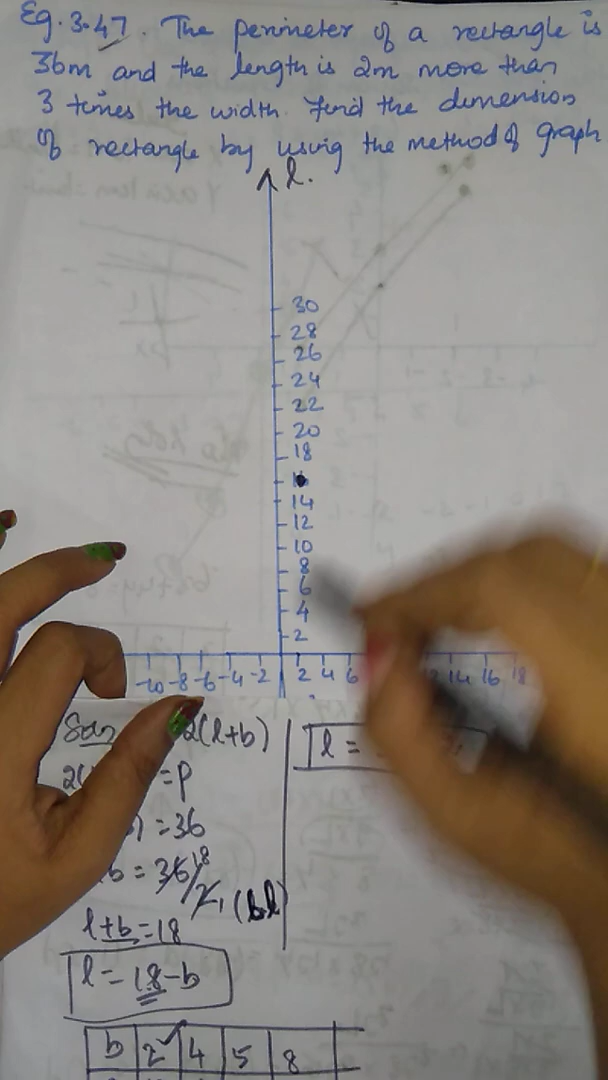 Eg. 3.47. The perimeter of a rectangle is
36m and the length is 2m more than
3 times the width find the dimension
of rectangle by using the method of graph
l.
30
28
26
24
22
20
18
14
12
10
8
6
4
2
-10 -8 -6 -4 -2 2 4 6 14 16 18
Soln 2(l+b)
= P
= 36
b = 36/2, 18 (b,l)
l+b = 18
l = 18-b
l =
b 2 4 5 8